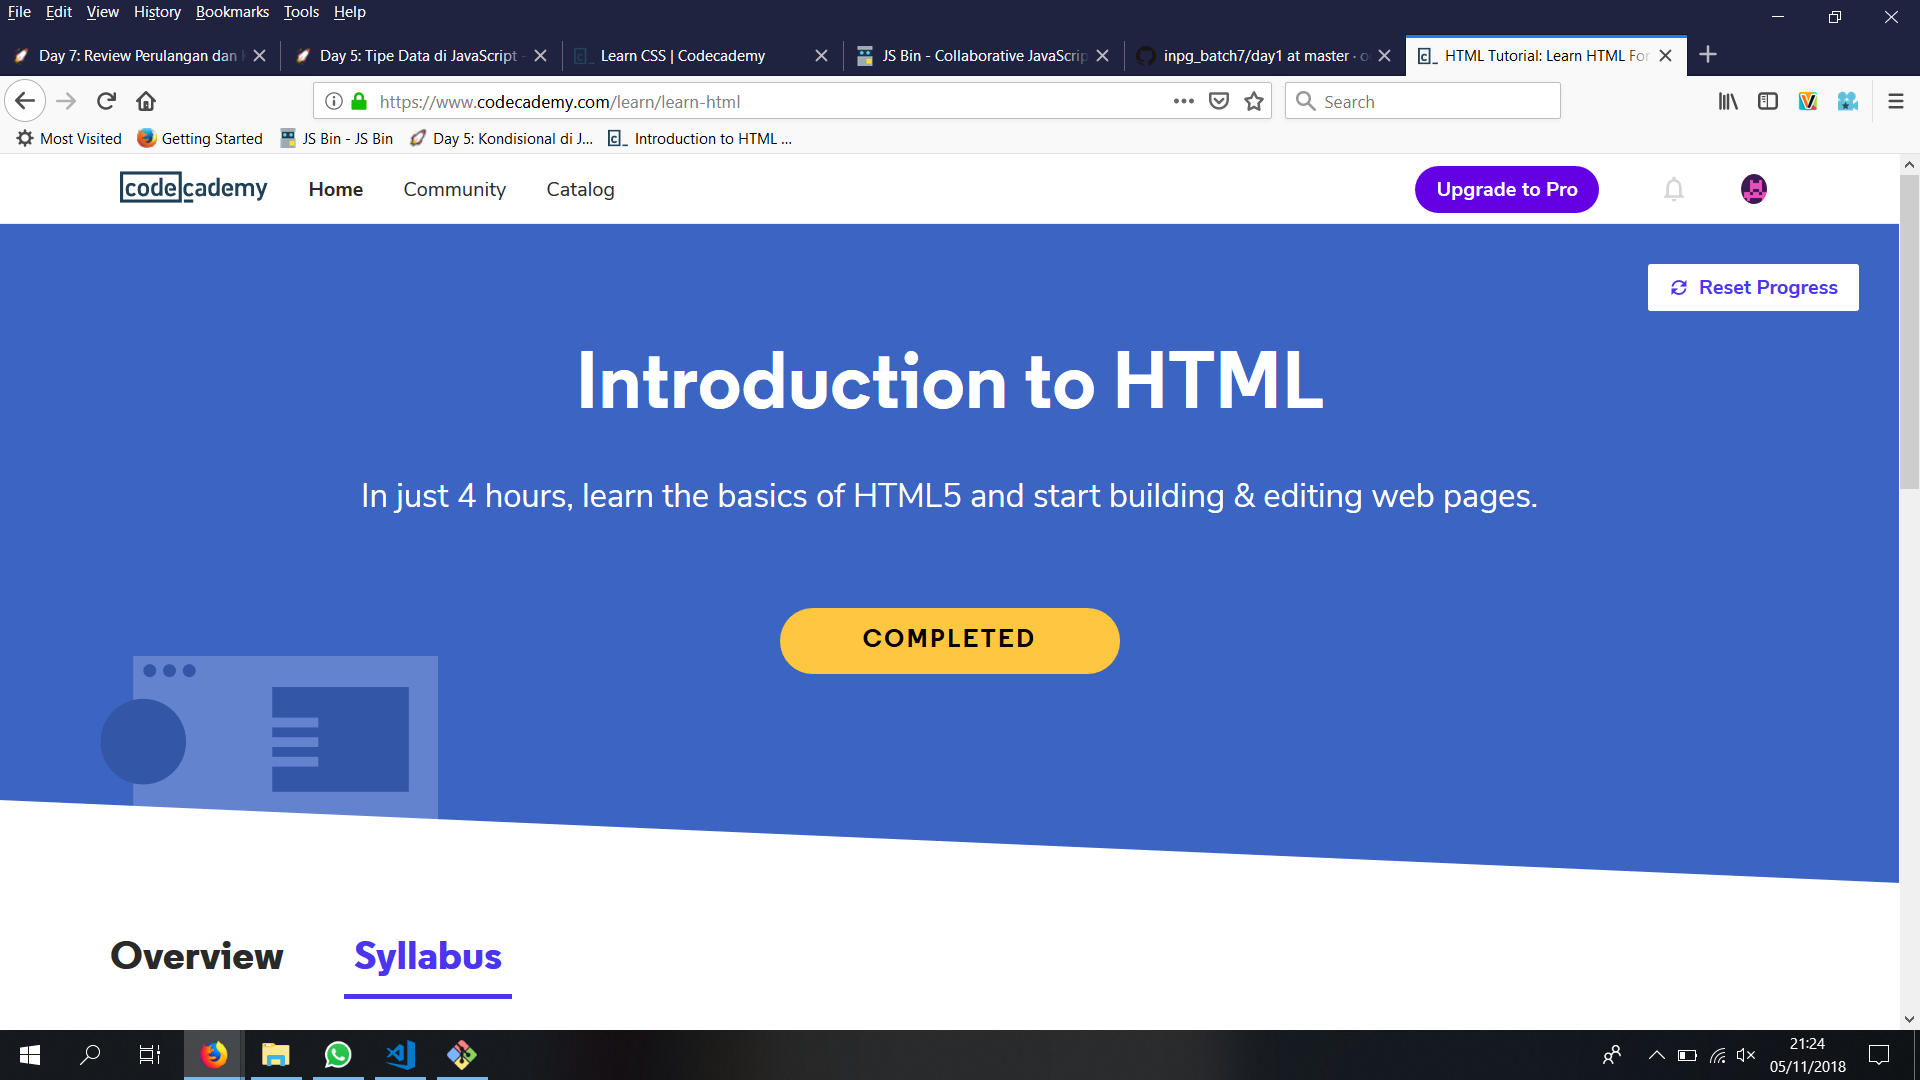 File Edit View History Bookmarks Tools Help
Day 7: Review Perulangan dan
Day 5: Tipe Data di JavaScript -
Learn CSS | Codecademy
JS Bin - Collaborative JavaScrip
inpg_batch7/day1 at master ·
HTML Tutorial: Learn HTML For
https://www.codecademy.com/learn/learn-html
Search
Most Visited
Getting Started
JS Bin - JS Bin
Day 5: Kondisional di J...
Introduction to HTML ...
codecademy
Home
Community
Catalog
Upgrade to Pro
Reset Progress
Introduction to HTML
In just 4 hours, learn the basics of HTML5 and start building & editing web pages.
COMPLETED
Overview
Syllabus
21:24
05/11/2018